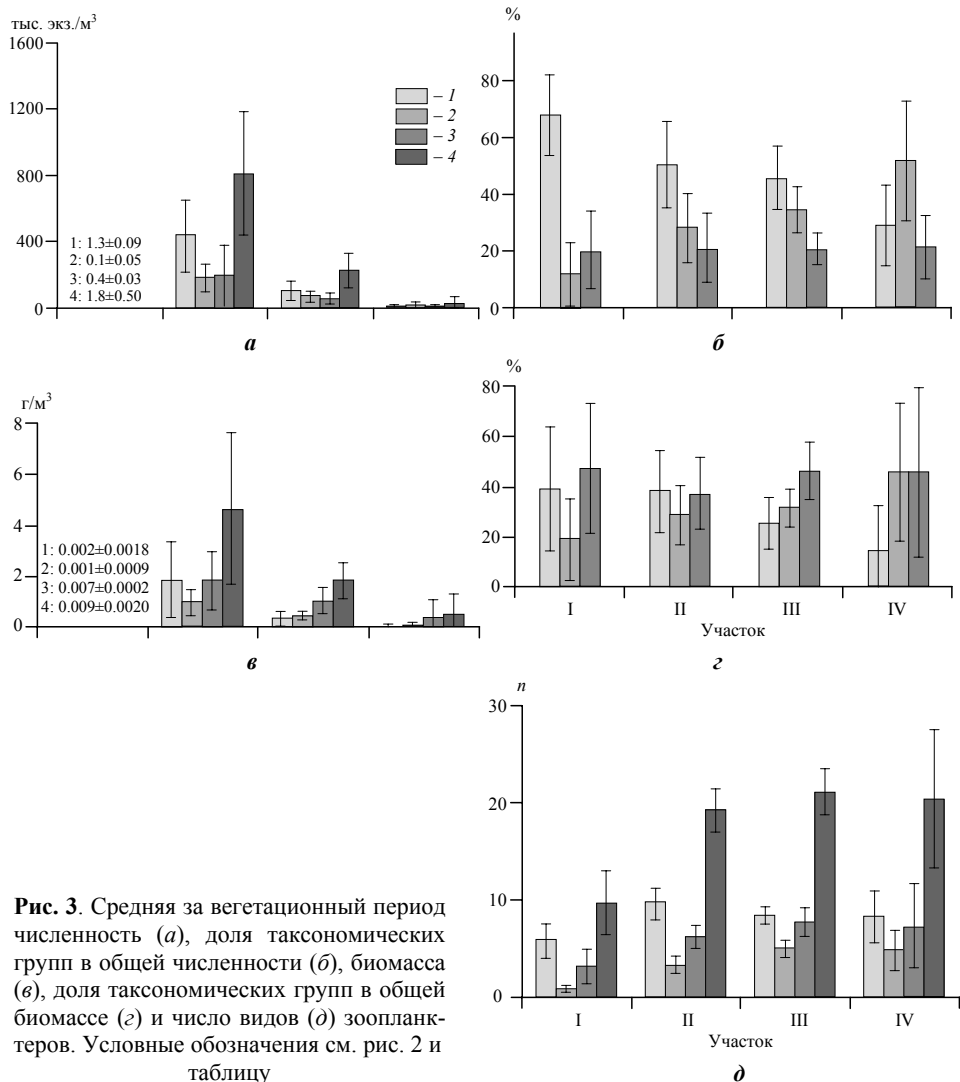 тыс. экз./м³
1600
1200
800
400
0
1: 1.3±0.09
2: 0.1±0.05
3: 0.4±0.03
4: 1.8±0.50
– 1
– 2
– 3
– 4
а
%
80
60
40
20
0
б
г/м³
8
6
4
2
0
1: 0.002±0.0018
2: 0.001±0.0009
3: 0.007±0.0002
4: 0.009±0.0020
в
%
80
60
40
20
0
I II III IV
Участок
г
n
30
20
10
0
I II III IV
Участок
д
Рис. 3. Средняя за вегетационный период
численность (а), доля таксономических
групп в общей численности (б), биомасса
(в), доля таксономических групп в общей
биомассе (г) и число видов (д) зоопланк-
теров. Условные обозначения см. рис. 2 и
таблицу